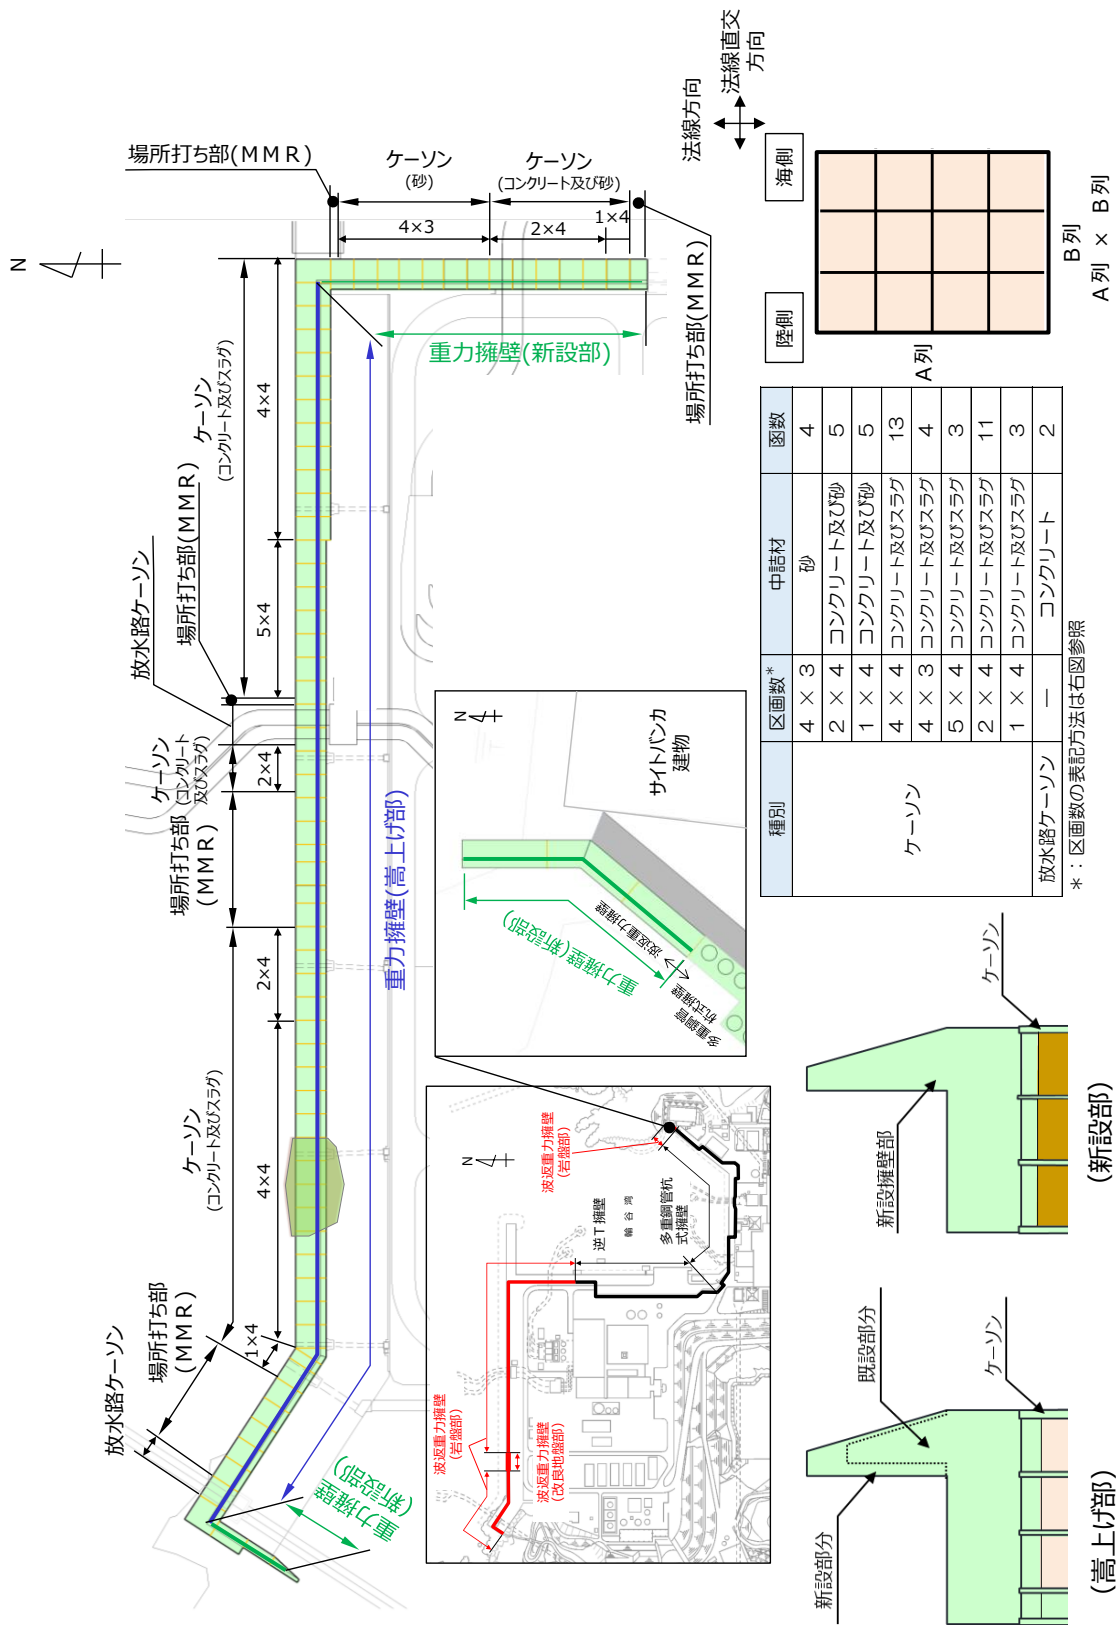 N
場所打ち部(MMR)
ケーソン
(砂)
ケーソン
(コンクリート及び砂)
4×3
2×4
1×4
場所打ち部(MMR)
重力擁壁(新設部)
ケーソン
(コンクリート及びスラグ)
4×4
5×4
場所打ち部(MMR)
放水路ケーソン
ケーソン
(コンクリート
及びスラグ)
2×4
場所打ち部
(MMR)
重力擁壁(嵩上げ部)
2×4
ケーソン
(コンクリート及びスラグ)
4×4
1×4
場所打ち部
(MMR)
放水路ケーソン
重力擁壁
(新設部)
N
サイトバンカ
建物
重力擁壁(新設部)
波返重力擁壁
多重鋼管
杭式擁壁
N
波返重力擁壁
(岩盤部)
逆T擁壁
輪谷湾
多重鋼管杭
式擁壁
波返重力擁壁
(岩盤部)
波返重力擁壁
(改良地盤部)
法線方向
法線直交
方向
陸側
海側
A列
B列
A列 × B列
種別 区画数* 中詰材 函数
ケーソン
4 × 3 砂 4
2 × 4 コンクリート及び砂 5
1 × 4 コンクリート及び砂 5
4 × 4 コンクリート及びスラグ 13
4 × 3 コンクリート及びスラグ 4
5 × 4 コンクリート及びスラグ 3
2 × 4 コンクリート及びスラグ 11
1 × 4 コンクリート及びスラグ 3
放水路ケーソン ― コンクリート 2
*：区画数の表記方法は右図参照
新設部分
既設部分
ケーソン
(嵩上げ部)
新設擁壁部
ケーソン
(新設部)